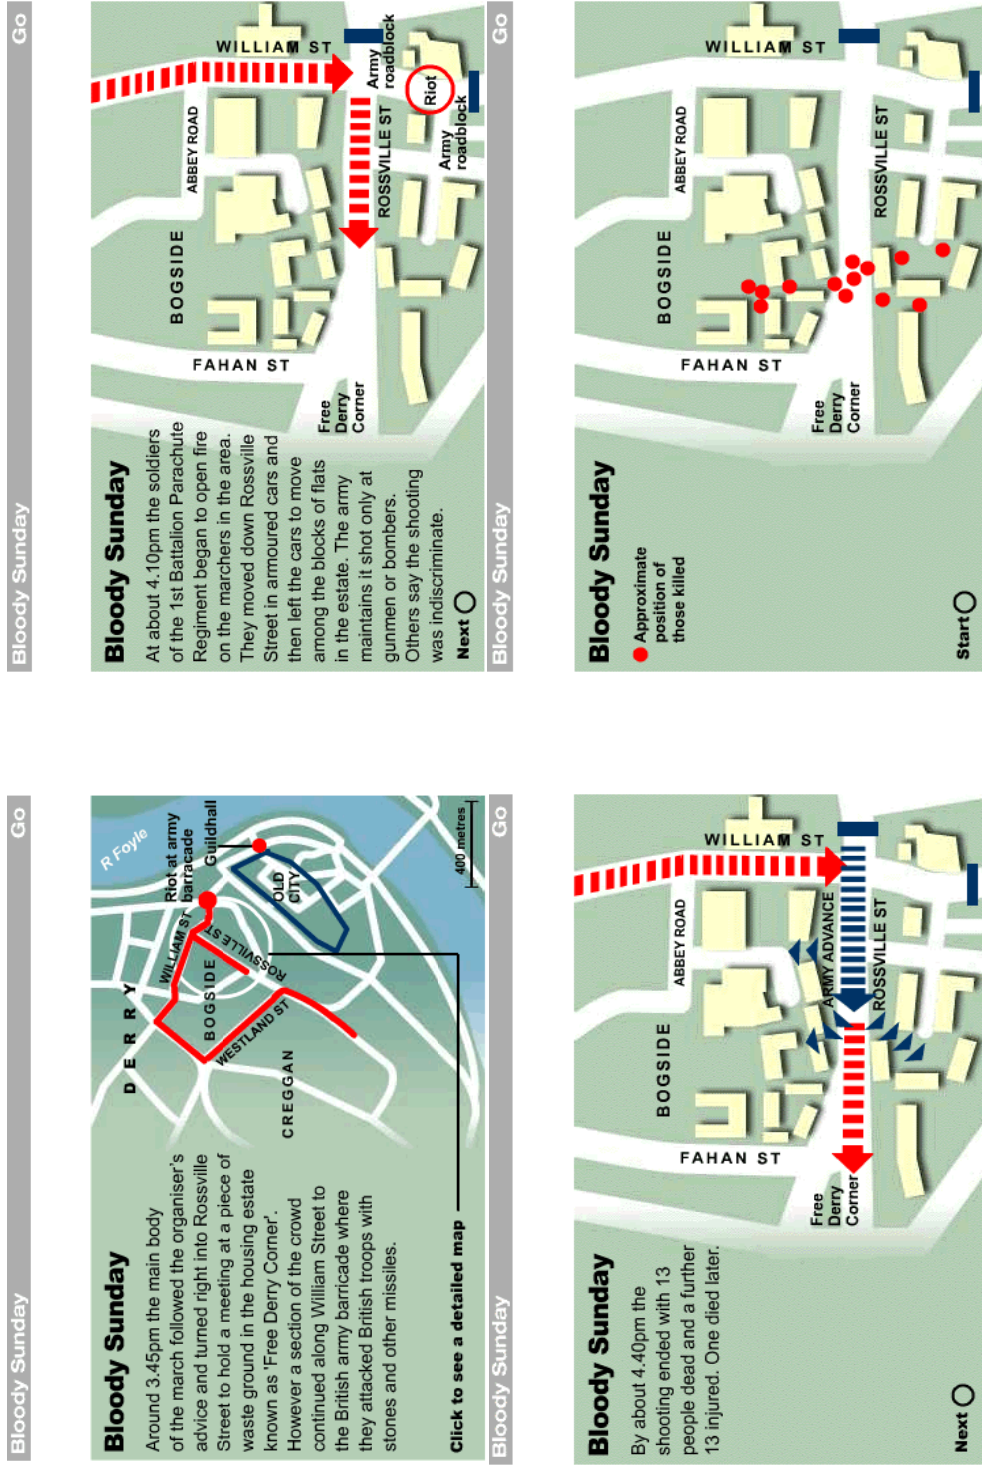 Bloody Sunday Go
Bloody Sunday
Around 3.45pm the main body
of the march followed the organiser's
advice and turned right into Rossville
Street to hold a meeting at a piece of
waste ground in the housing estate
known as 'Free Derry Corner'.
However a section of the crowd
continued along William Street to
the British army barricade where
they attacked British troops with
stones and other missiles.
Click to see a detailed map
DERRY
R Foyle
Riot at army
barracade
Guildhall
WILLIAM ST
ROSSVILLE ST
OLD
CITY
BOGSIDE
WESTLAND ST
CREGGAN
400 metres
Bloody Sunday Go
Bloody Sunday
At about 4.10pm the soldiers
of the 1st Battalion Parachute
Regiment began to open fire
on the marchers in the area.
They moved down Rossville
Street in armoured cars and
then left the cars to move
among the blocks of flats
in the estate. The army
maintains it shot only at
gunmen or bombers.
Others say the shooting
was indiscriminate.
Next
BOGSIDE
ABBEY ROAD
WILLIAM ST
FAHAN ST
Army
roadblock
Riot
ROSSVILLE ST
Army
roadblock
Free
Derry
Corner
Bloody Sunday Go
Bloody Sunday
By about 4.40pm the
shooting ended with 13
people dead and a further
13 injured. One died later.
Next
BOGSIDE
ABBEY ROAD
WILLIAM ST
FAHAN ST
ARMY ADVANCE
ROSSVILLE ST
Free
Derry
Corner
Bloody Sunday Go
Bloody Sunday
Approximate
position of
those killed
Start
BOGSIDE
ABBEY ROAD
WILLIAM ST
FAHAN ST
ROSSVILLE ST
Free
Derry
Corner